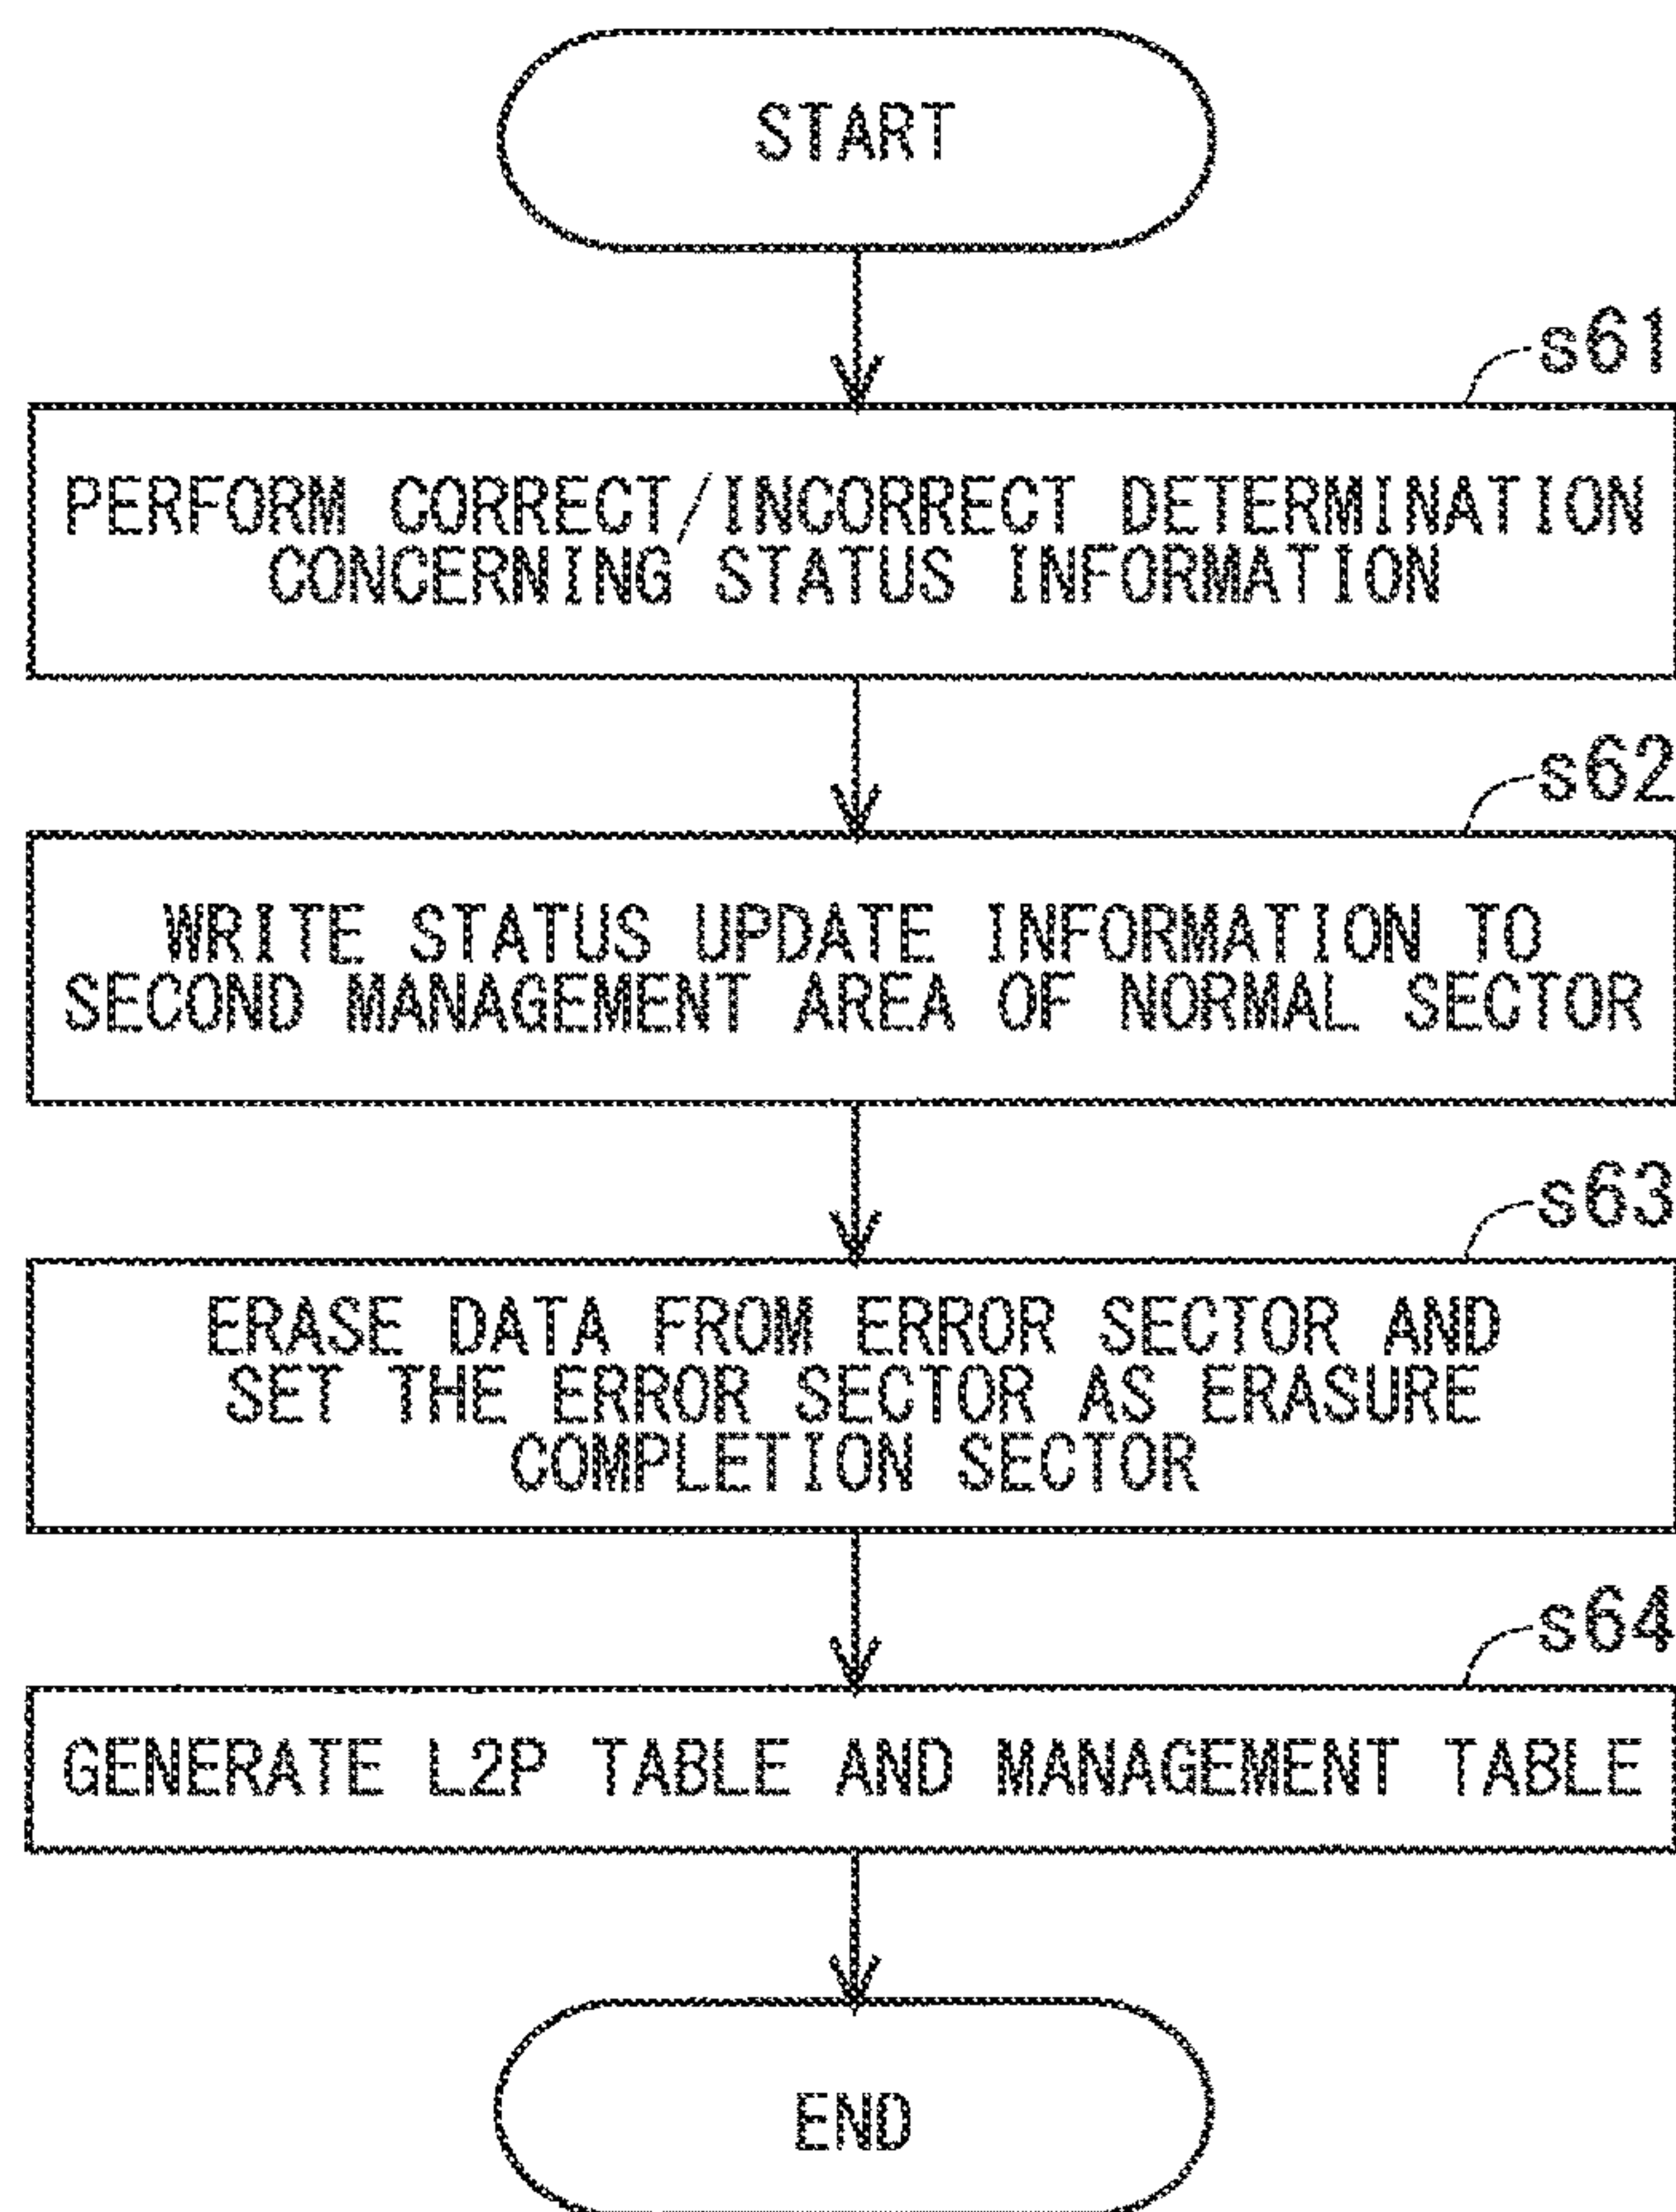 START
s61
PERFORM CORRECT/INCORRECT DETERMINATION
CONCERNING STATUS INFORMATION
s62
WRITE STATUS UPDATE INFORMATION TO
SECOND MANAGEMENT AREA OF NORMAL SECTOR
s63
ERASE DATA FROM ERROR SECTOR AND
SET THE ERROR SECTOR AS ERASURE
COMPLETION SECTOR
s64
GENERATE L2P TABLE AND MANAGEMENT TABLE
END